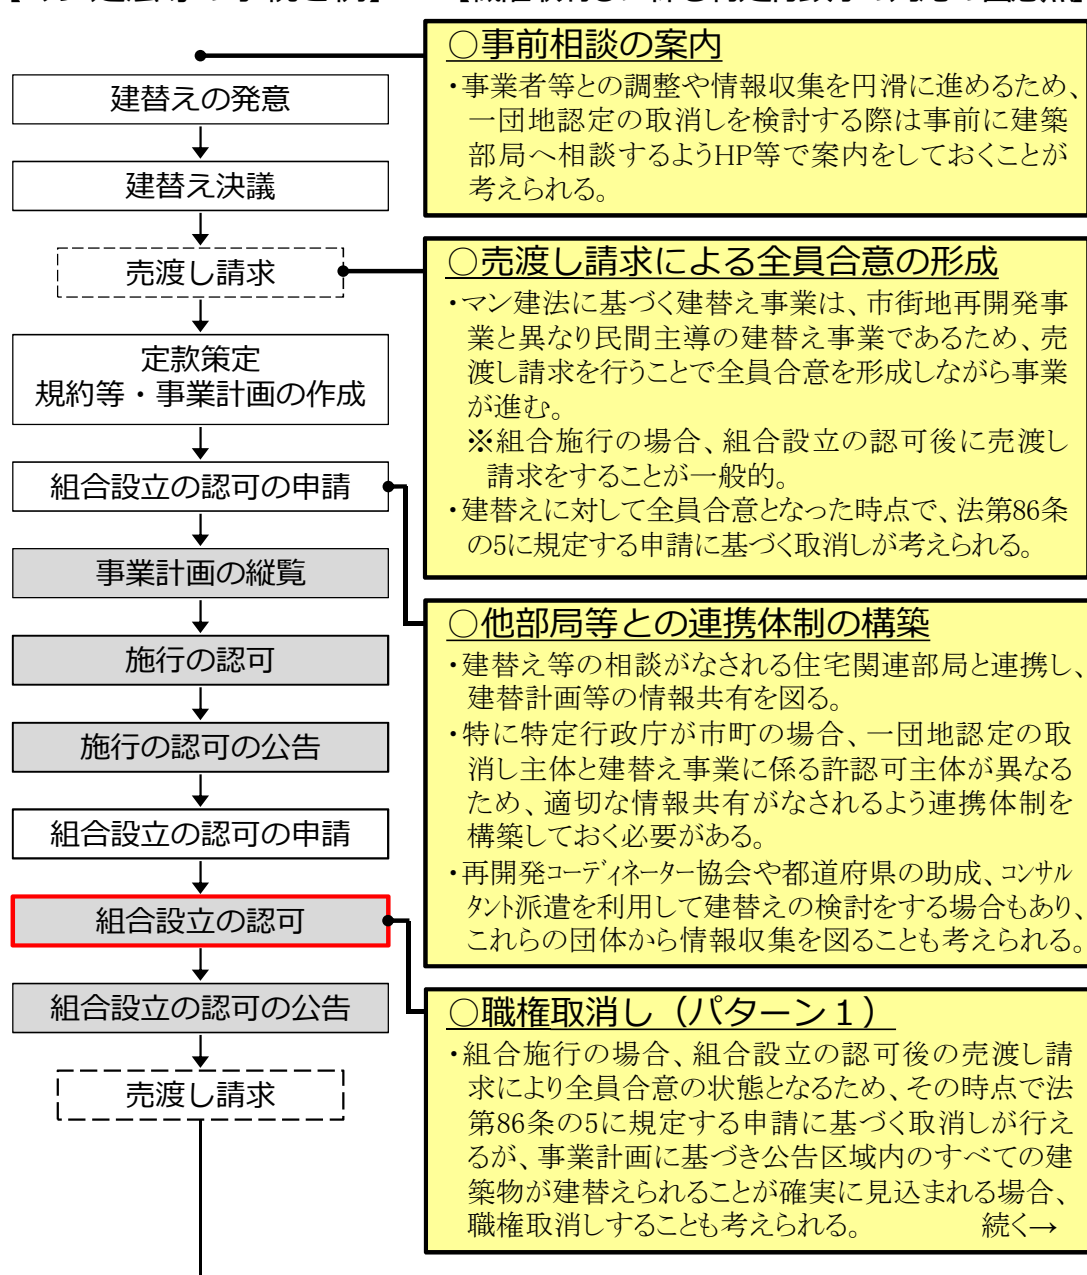 建替えの発意
建替え決議
売渡し請求
定款策定
規約等・事業計画の作成
組合設立の認可の申請
事業計画の縦覧
施行の認可
施行の認可の公告
組合設立の認可の申請
組合設立の認可
組合設立の認可の公告
売渡し請求
○事前相談の案内
・事業者等との調整や情報収集を円滑に進めるため、
一団地認定の取消しを検討する際は事前に建築
部局へ相談するようHP等で案内をしておくことが
考えられる。
○売渡し請求による全員合意の形成
・マン建法に基づく建替え事業は、市街地再開発事
業と異なり民間主導の建替え事業であるため、売
渡し請求を行うことで全員合意を形成しながら事業
が進む。
※組合施行の場合、組合設立の認可後に売渡し
請求をすることが一般的。
・建替えに対して全員合意となった時点で、法第86条
の5に規定する申請に基づく取消しが考えられる。
○他部局等との連携体制の構築
・建替え等の相談がなされる住宅関連部局と連携し、
建替計画等の情報共有を図る。
・特に特定行政庁が市町の場合、一団地認定の取
消し主体と建替え事業に係る許認可主体が異なる
ため、適切な情報共有がなされるよう連携体制を
構築しておく必要がある。
・再開発コーディネーター協会や都道府県の助成、コンサル
タント派遣を利用して建替えの検討をする場合もあり、
これらの団体から情報収集を図ることも考えられる。
○職権取消し（パターン１）
・組合施行の場合、組合設立の認可後の売渡し請
求により全員合意の状態となるため、その時点で法
第86条の5に規定する申請に基づく取消しが行え
るが、事業計画に基づき公告区域内のすべての建
築物が建替えられることが確実に見込まれる場合、
職権取消しすることも考えられる。 続く→